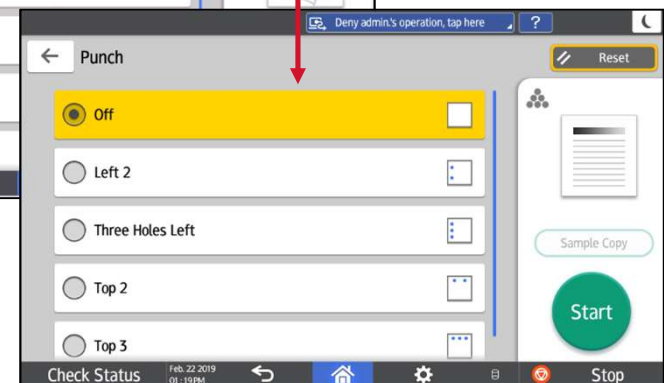 Deny admin.'s operation, tap here ?
Punch
Reset
Off
Left 2
Three Holes Left
Sample Copy
Top 2
Start
Top 3
Check Status
Feb. 22 2019
01:19PM
Stop